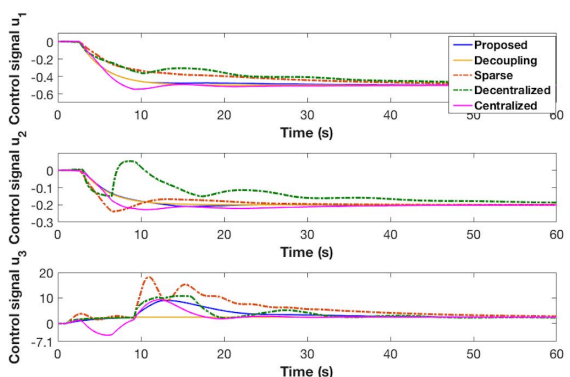 Control signal u1
0
-0.2
-0.4
-0.6
0 10 20 30 40 50 60
Time (s)
Proposed
Decoupling
Sparse
Decentralized
Centralized
Control signal u2
0
-0.1
-0.2
-0.3
0 10 20 30 40 50 60
Time (s)
Control signal u3
20
10
0
-7.1
0 10 20 30 40 50 60
Time (s)